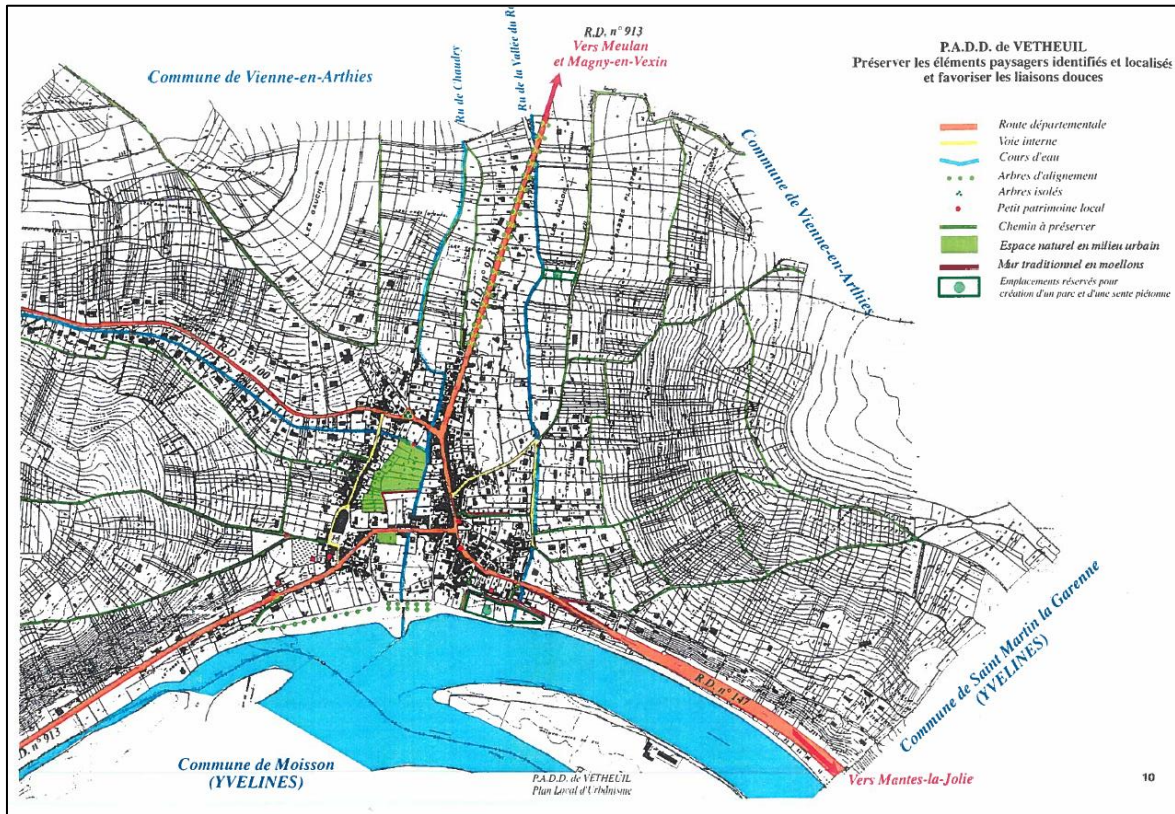 R.D. n° 913
Vers Meulan
et Magny-en-Vexin
P.A.D.D. de VETHEUIL
Préserver les éléments paysagers identifiés et localisés
et favoriser les liaisons douces
Commune de Vienne-en-Arthies
Ru de Chaudry
Ru de la Vallée du
Commune de Vienne-en-Arthies
Route départementale
Voie interne
Cours d'eau
Arbres d'alignement
Arbres isolés
Petit patrimoine local
Chemin à préserver
Espace naturel en milieu urbain
Mur traditionnel en moellons
Emplacements réservés pour
création d'un parc et d'une sente piétonne
R.D. n° 913
R.D. n° 147
D. n° 913
Commune de Saint Martin la Garenne
(YVELINES)
Commune de Moisson
(YVELINES)
P.A.D.D. de VETHEUIL
Plan Local d'Urbanisme
Vers Mantes-la-Jolie
10